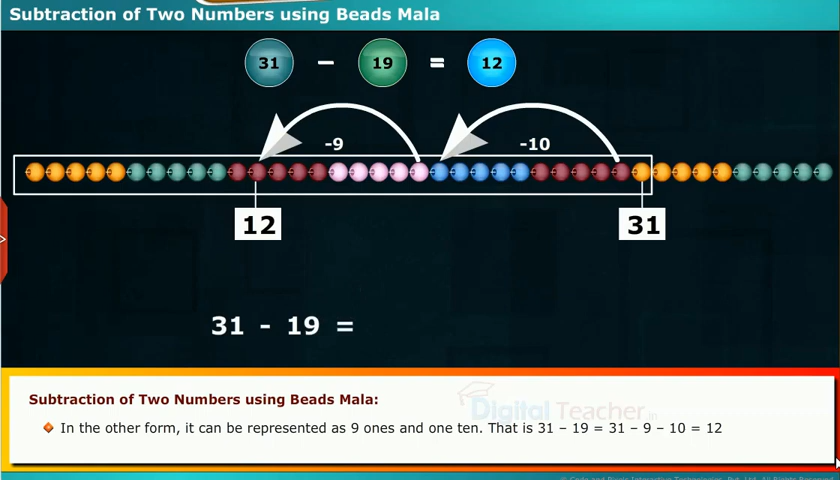 Subtraction of Two Numbers using Beads Mala
31 − 19 = 12
-9 -10
12 31
31 - 19 =
Subtraction of Two Numbers using Beads Mala:
Digital Teacher.in
In the other form, it can be represented as 9 ones and one ten. That is 31 – 19 = 31 – 9 – 10 = 12